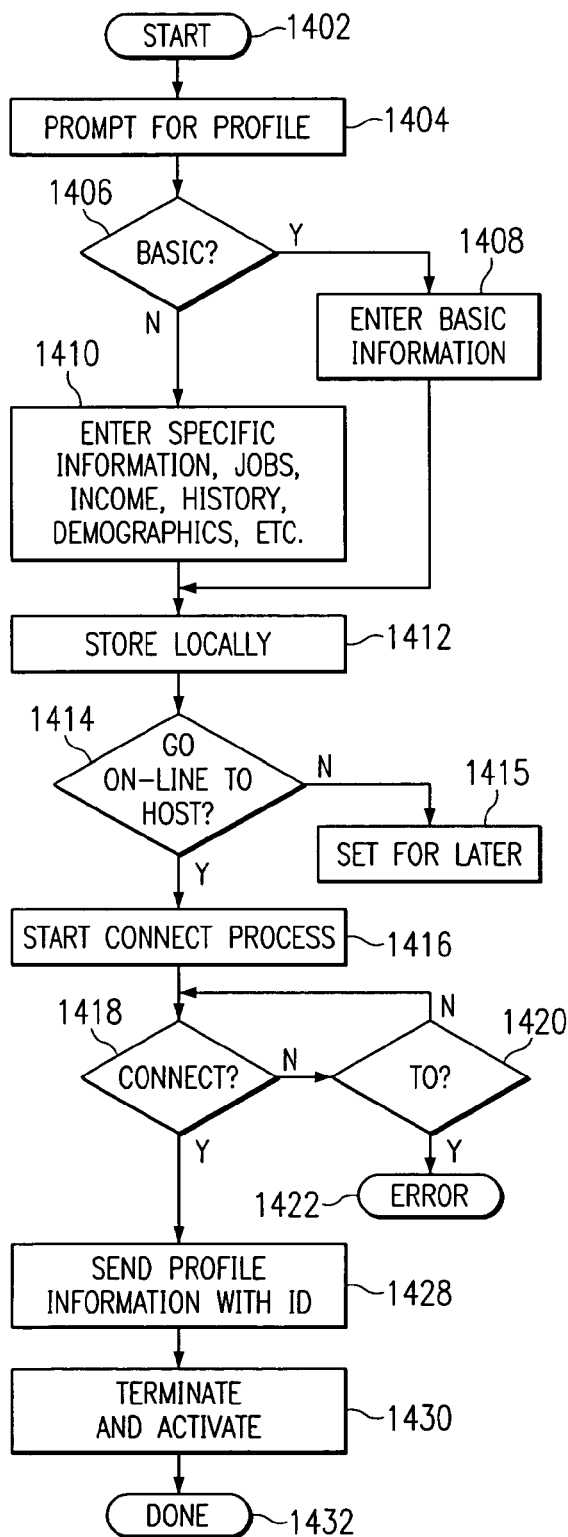 START
1402
PROMPT FOR PROFILE
1404
1406
BASIC?
Y
N
1408
ENTER BASIC
INFORMATION
1410
ENTER SPECIFIC
INFORMATION, JOBS,
INCOME, HISTORY,
DEMOGRAPHICS, ETC.
STORE LOCALLY
1412
1414
GO
ON-LINE TO
HOST?
N
Y
1415
SET FOR LATER
START CONNECT PROCESS
1416
1418
CONNECT?
N
Y
N
1420
TO?
Y
1422
ERROR
SEND PROFILE
INFORMATION WITH ID
1428
TERMINATE
AND ACTIVATE
1430
DONE
1432